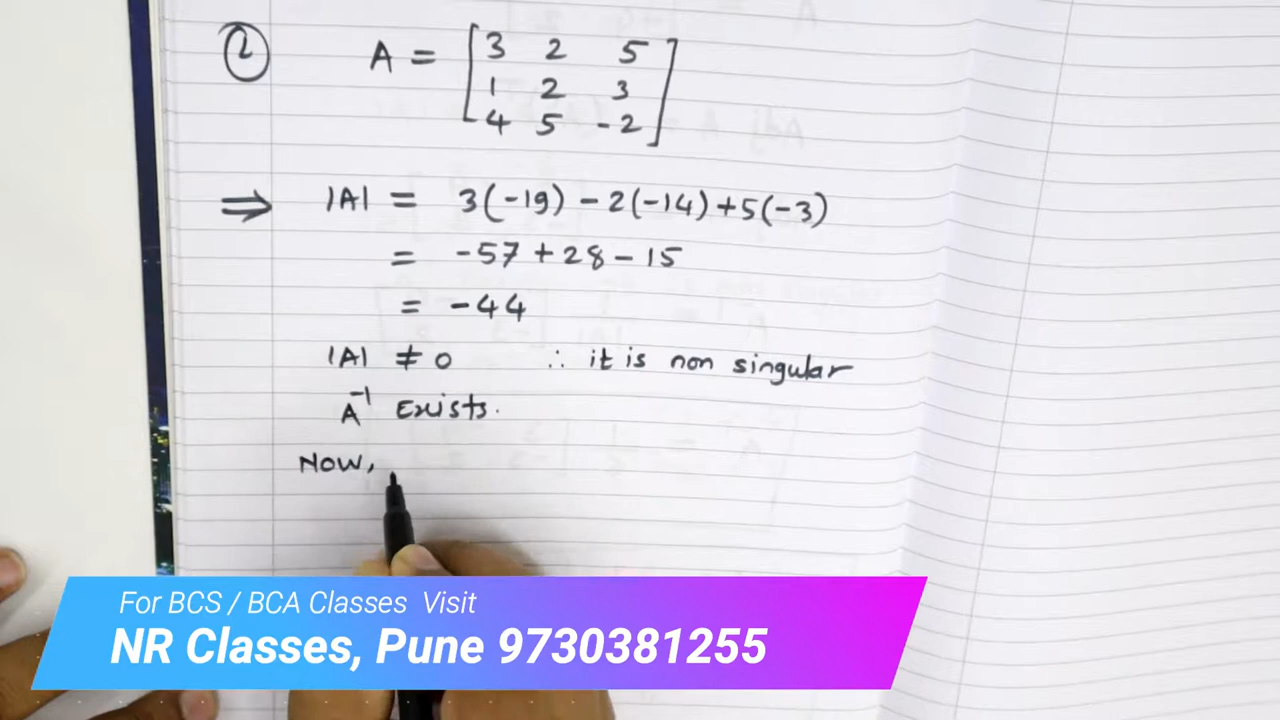 ② A = [3 2 5
1 2 3
4 5 -2]
⇒ |A| = 3(-19) - 2(-14) + 5(-3)
= -57 + 28 - 15
= -44
|A| ≠ 0 ∴ it is non singular
A⁻¹ Exists.
Now,
For BCS / BCA Classes Visit
NR Classes, Pune 9730381255